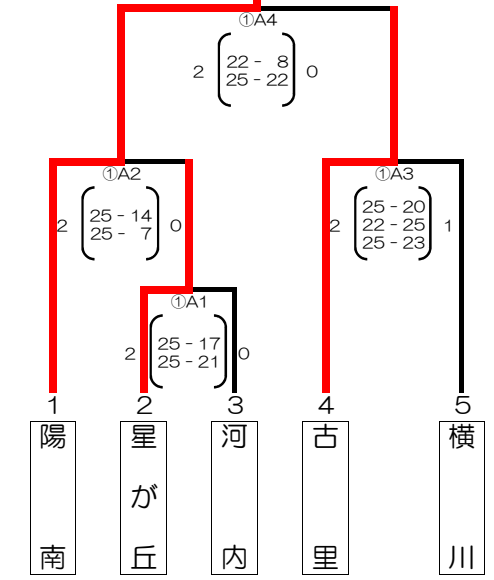 ①A4
2 22 - 8 0
25 - 22
①A2
2 25 - 14 0
25 - 7
①A3
2 25 - 20 1
22 - 25
25 - 23
①A1
2 25 - 17 0
25 - 21
1 2 3 4 5
陽南
星が丘
河内
古里
横川